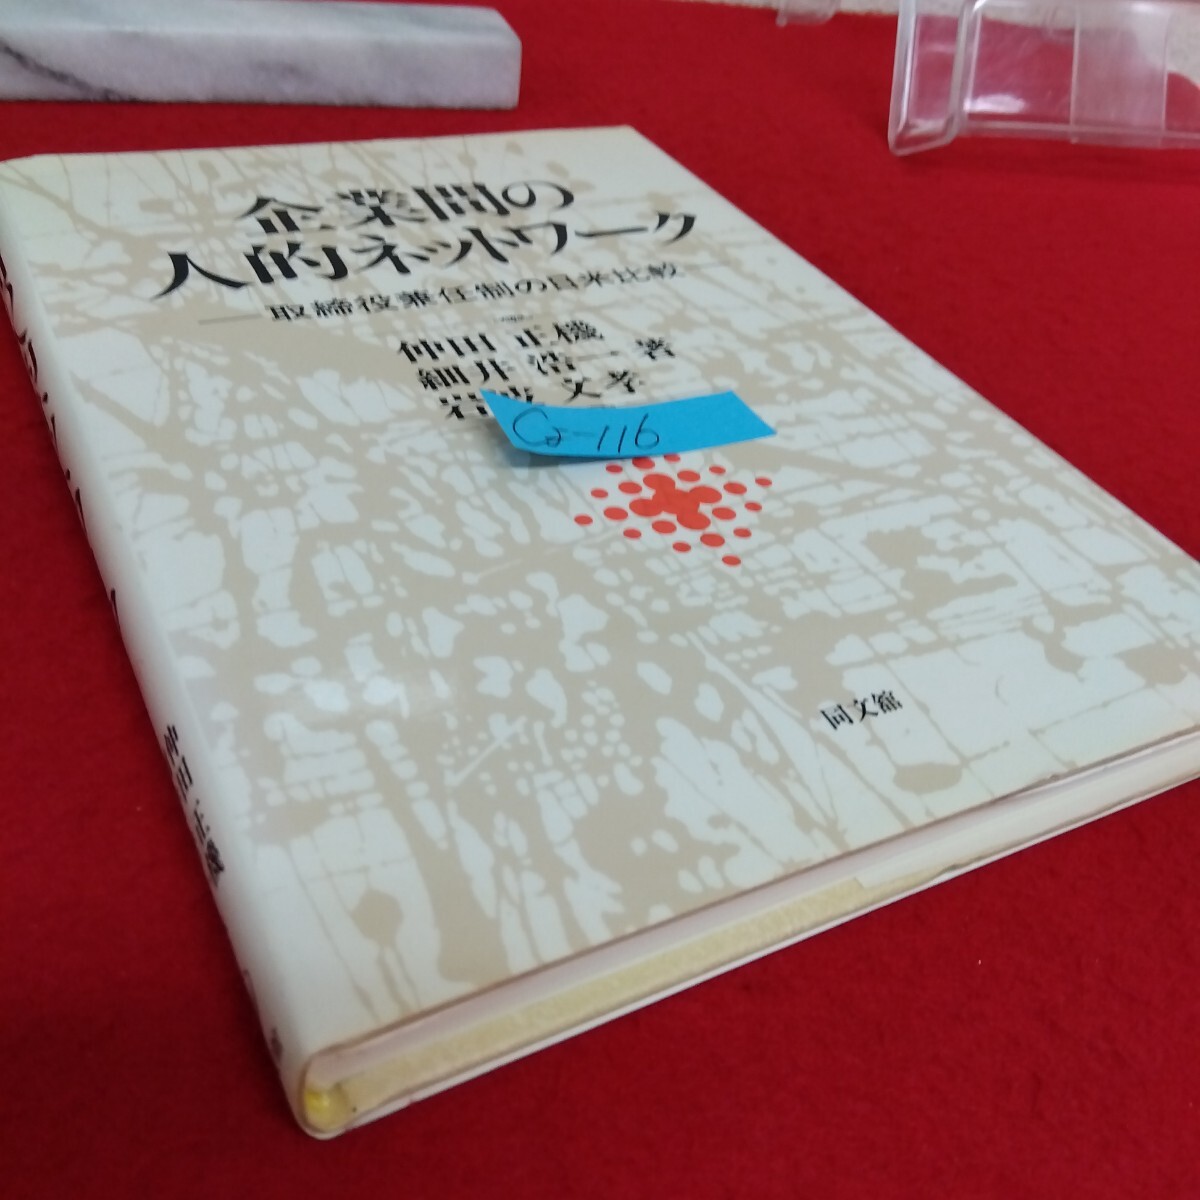 企業間の
人的ネットワーク
──取締役兼任制の日米比較──
仲田 正機
細井 浩一 著
岩波 文孝
G-116
同文舘